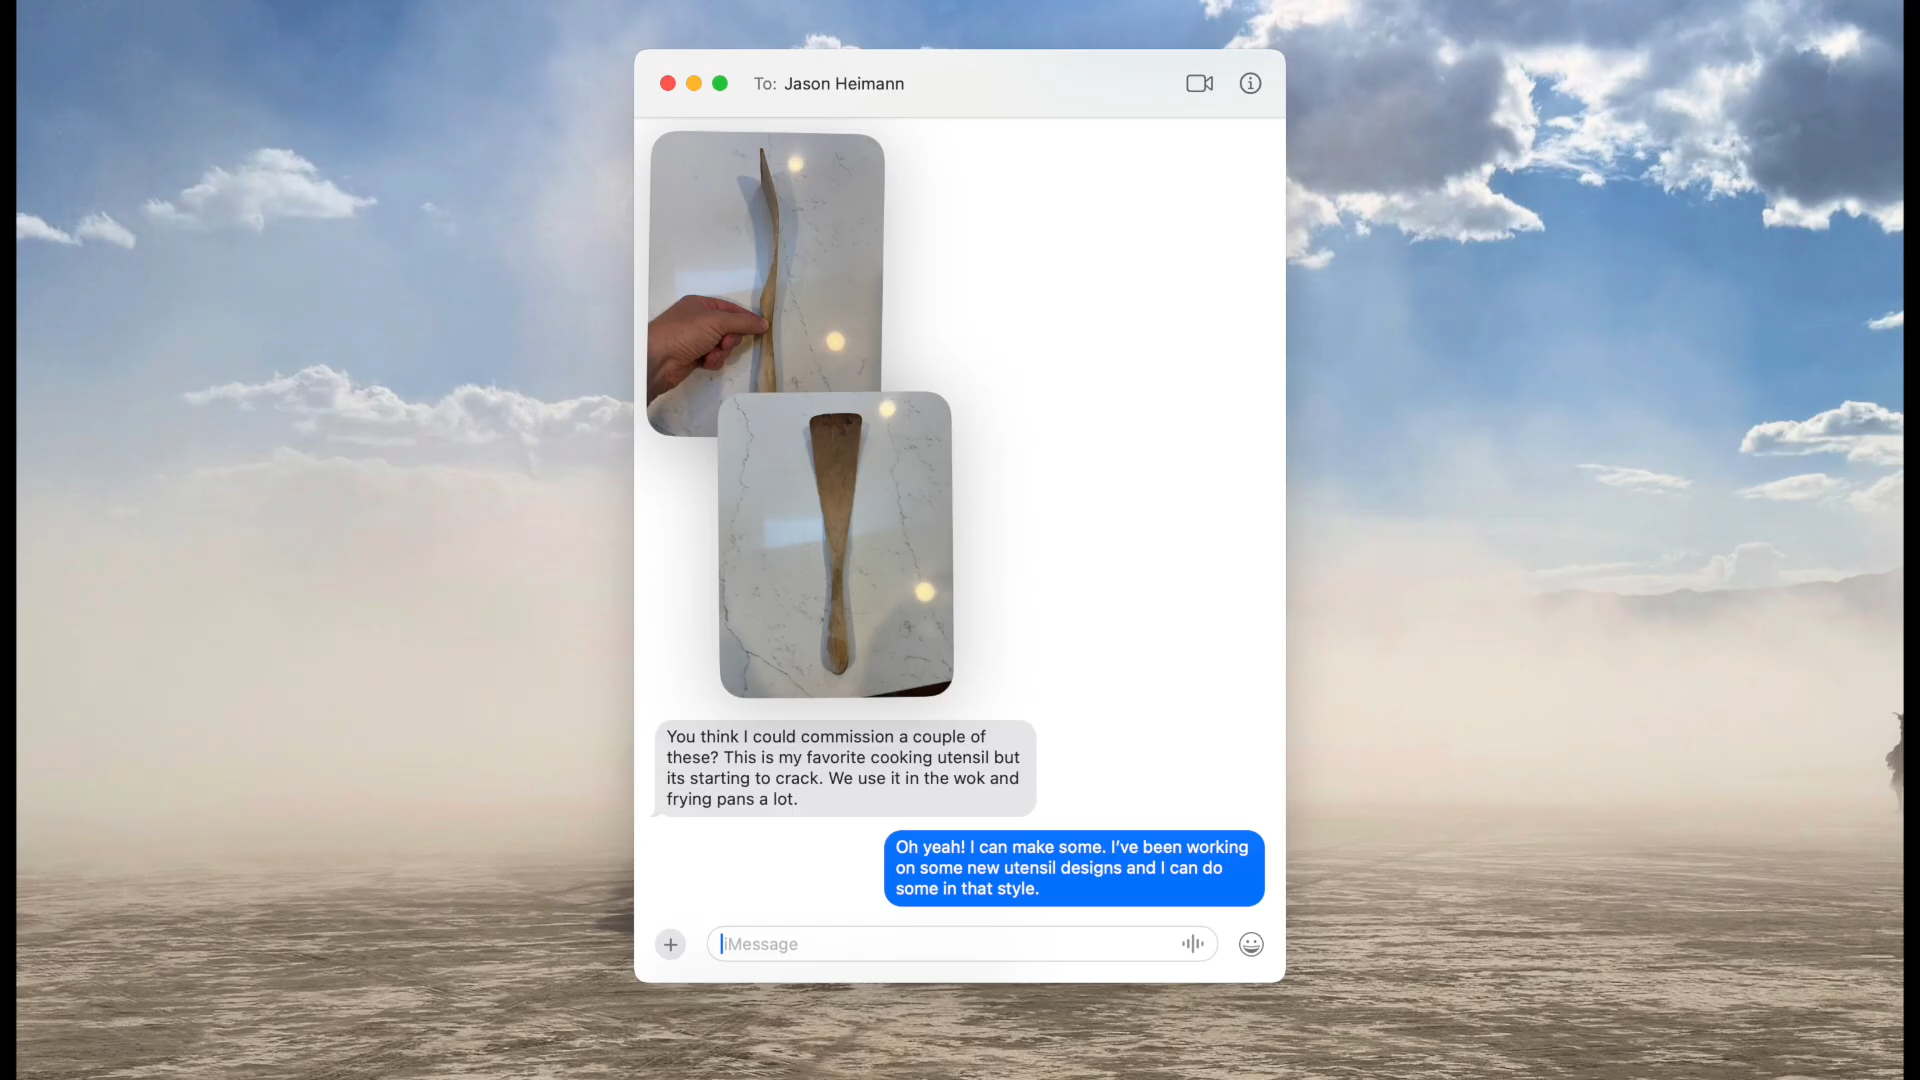 To: Jason Heimann
You think I could commission a couple of
these? This is my favorite cooking utensil but
its starting to crack. We use it in the wok and
frying pans a lot.
Oh yeah! I can make some. I’ve been working
on some new utensil designs and I can do
some in that style.
iMessage